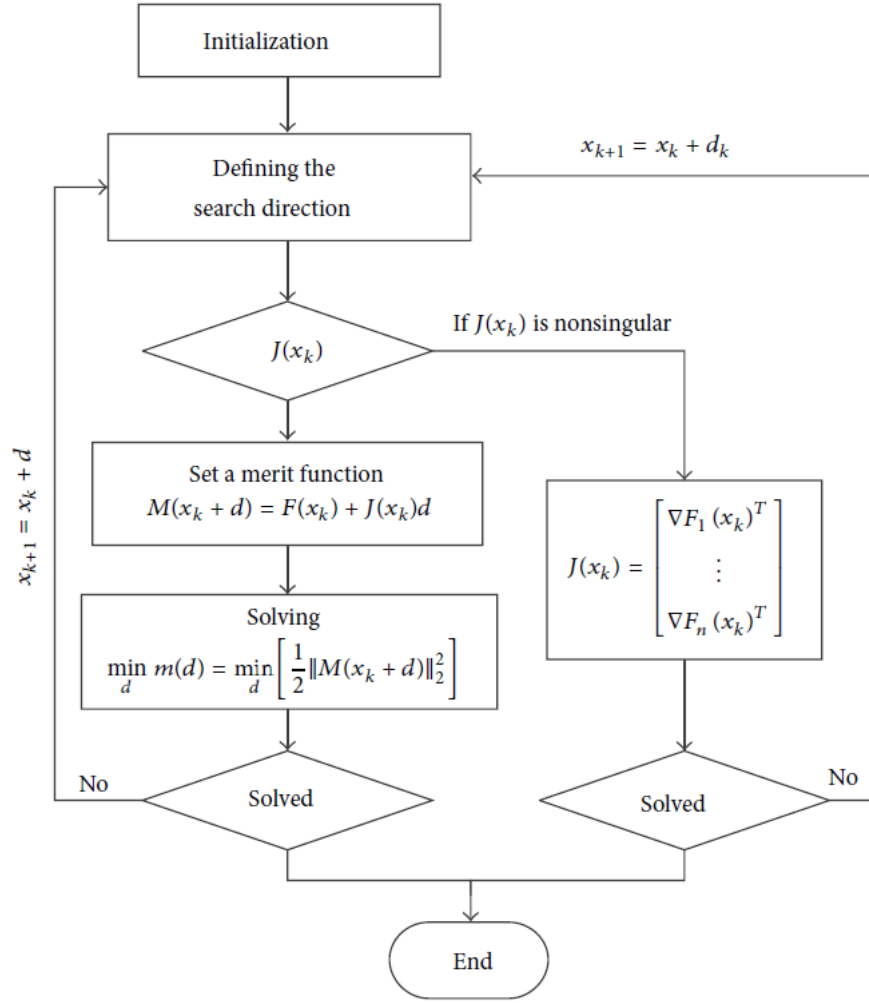 Initialization
x_{k+1} = x_k + d_k
Defining the
search direction
If J(x_k) is nonsingular
J(x_k)
Set a merit function
M(x_k + d) = F(x_k) + J(x_k)d
x_{k+1} = x_k + d
J(x_k) = [∇F_1 (x_k)^T
⋮
∇F_n (x_k)^T]
Solving
min_d m(d) = min_d [1/2 ‖M(x_k + d)‖_2^2]
No
Solved
Solved
No
End